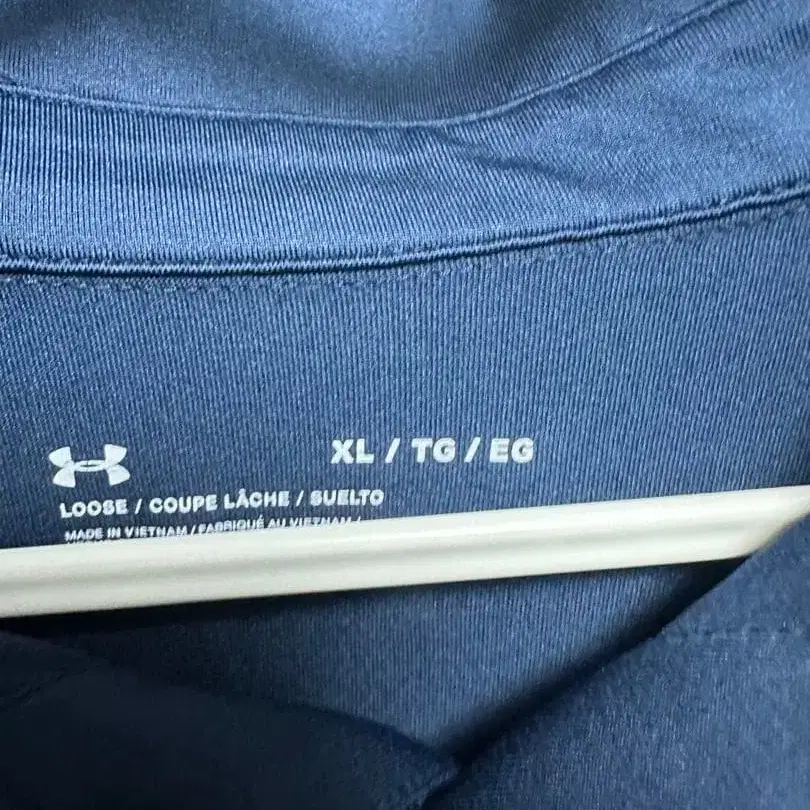 XL / TG / EG
LOOSE / COUPE LÂCHE / SUELTO
MADE IN VIETNAM / FABRIQUÉ AU VIETNAM /